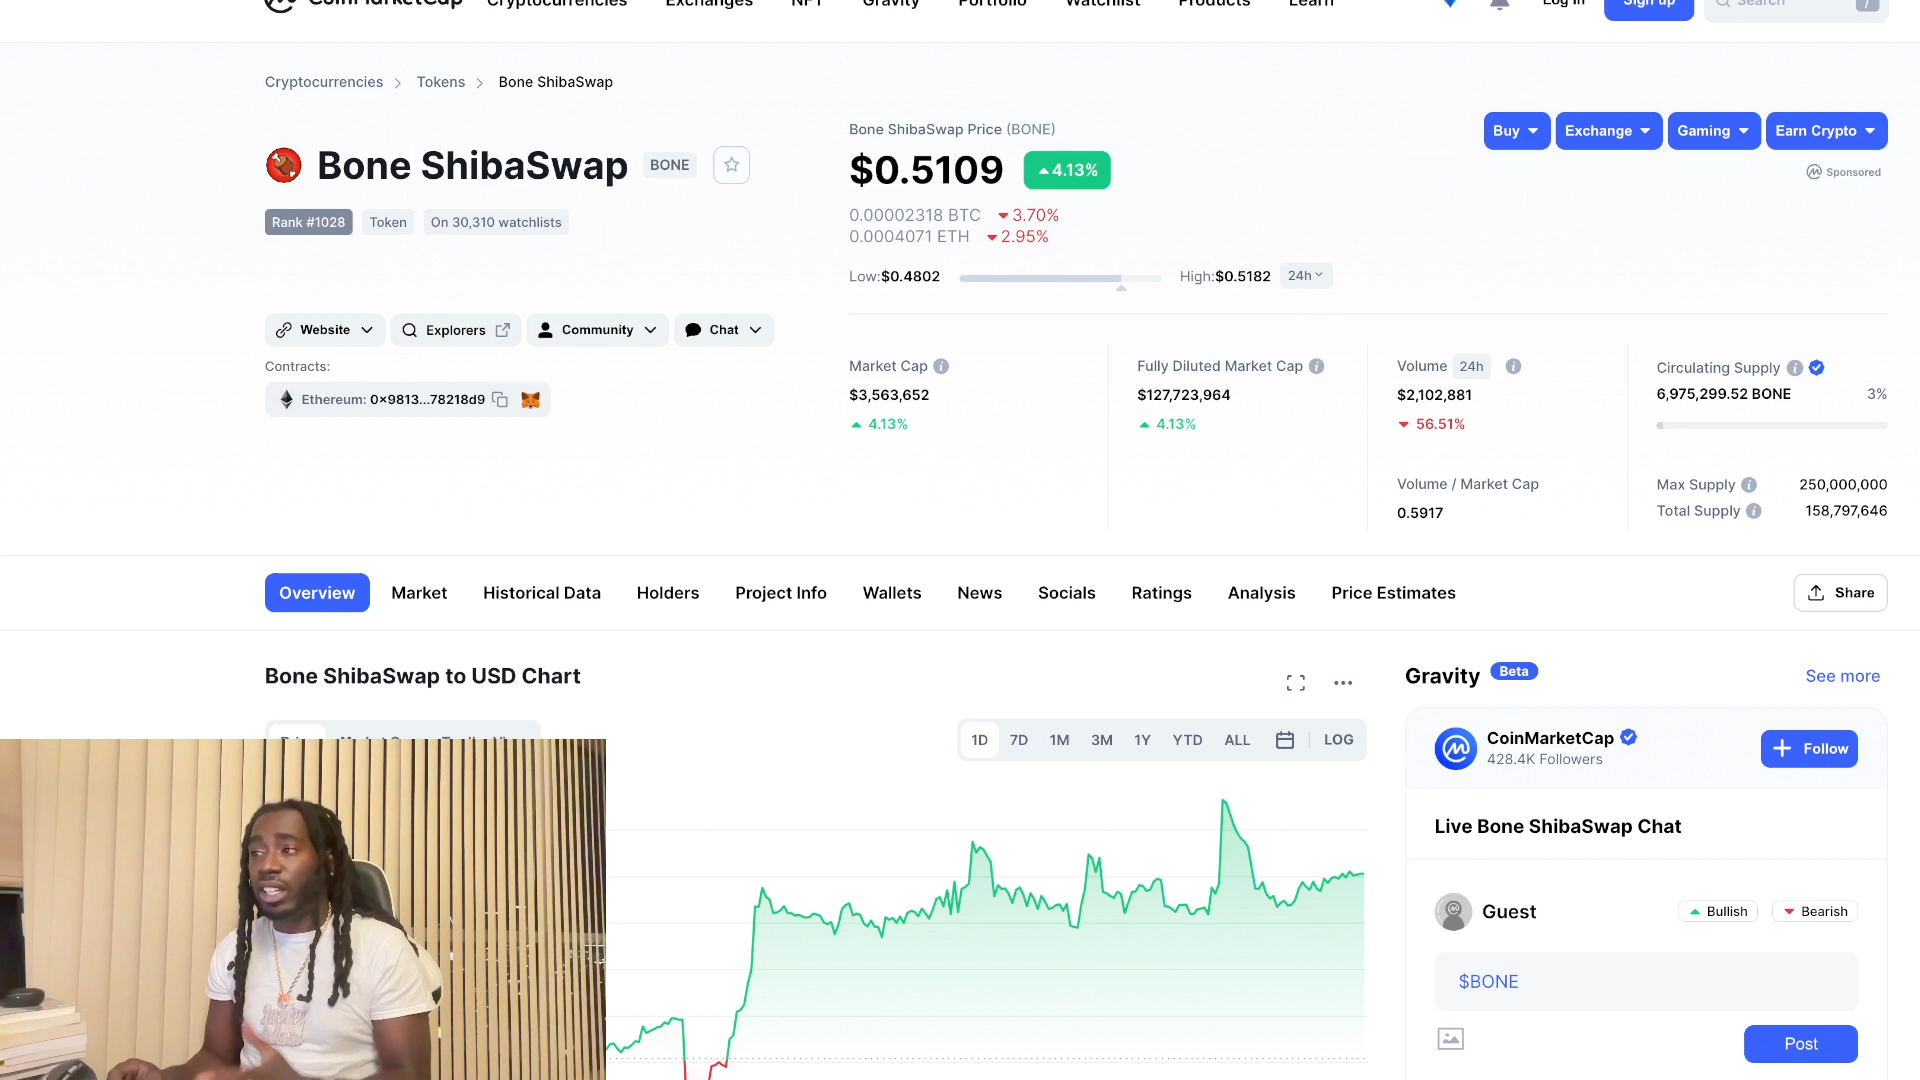 CoinMarketCap Cryptocurrencies Exchanges NFT Gravity Portfolio Watchlist Products Learn Log In Sign up Search /
Cryptocurrencies > Tokens > Bone ShibaSwap
Bone ShibaSwap BONE
Rank #1028 Token On 30,310 watchlists
Website Explorers Community Chat
Contracts:
Ethereum: 0x9813...78218d9
Bone ShibaSwap Price (BONE)
$0.5109 4.13%
0.00002318 BTC 3.70%
0.0004071 ETH 2.95%
Low:$0.4802 High:$0.5182 24h
Buy Exchange Gaming Earn Crypto
Sponsored
Market Cap
$3,563,652
4.13%
Fully Diluted Market Cap
$127,723,964
4.13%
Volume 24h
$2,102,881
56.51%
Volume / Market Cap
0.5917
Circulating Supply
6,975,299.52 BONE 3%
Max Supply 250,000,000
Total Supply 158,797,646
Overview Market Historical Data Holders Project Info Wallets News Socials Ratings Analysis Price Estimates Share
Bone ShibaSwap to USD Chart
1D 7D 1M 3M 1Y YTD ALL LOG
Gravity Beta See more
CoinMarketCap
428.4K Followers
Follow
Live Bone ShibaSwap Chat
Guest Bullish Bearish
$BONE
Post